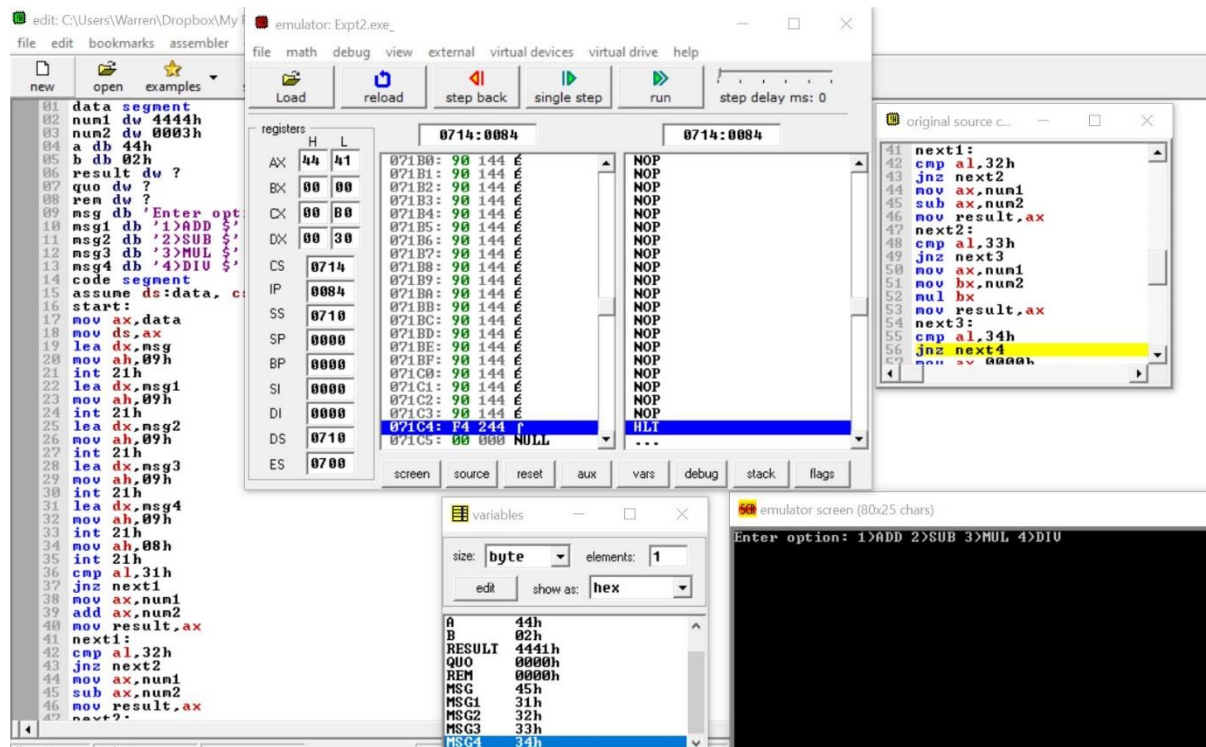 edit: C:\Users\Warren\Dropbox\My
file edit bookmarks assembler
new open examples
01 data segment
02 num1 dw 4444h
03 num2 dw 0003h
04 a db 44h
05 b db 02h
06 result dw ?
07 quo dw ?
08 rem dw ?
09 msg db 'Enter opt
10 msg1 db '1>ADD $'
11 msg2 db '2>SUB $'
12 msg3 db '3>MUL $'
13 msg4 db '4>DIV $'
14 code segment
15 assume ds:data, c
16 start:
17 mov ax,data
18 mov ds,ax
19 lea dx,msg
20 mov ah,09h
21 int 21h
22 lea dx,msg1
23 mov ah,09h
24 int 21h
25 lea dx,msg2
26 mov ah,09h
27 int 21h
28 lea dx,msg3
29 mov ah,09h
30 int 21h
31 lea dx,msg4
32 mov ah,09h
33 int 21h
34 mov ah,08h
35 int 21h
36 cmp al,31h
37 jnz next1
38 mov ax,num1
39 add ax,num2
40 mov result,ax
41 next1:
42 cmp al,32h
43 jnz next2
44 mov ax,num1
45 sub ax,num2
46 mov result,ax
47 next2:
emulator: Expt2.exe_
file math debug view external virtual devices virtual drive help
Load reload step back single step run step delay ms: 0
registers
H L
AX 44 41
BX 00 00
CX 00 B0
DX 00 30
CS 0714
IP 0084
SS 0710
SP 0000
BP 0000
SI 0000
DI 0000
DS 0710
ES 0700
0714:0084 0714:0084
071B0: 90 144 É NOP
071B1: 90 144 É NOP
071B2: 90 144 É NOP
071B3: 90 144 É NOP
071B4: 90 144 É NOP
071B5: 90 144 É NOP
071B6: 90 144 É NOP
071B7: 90 144 É NOP
071B8: 90 144 É NOP
071B9: 90 144 É NOP
071BA: 90 144 É NOP
071BB: 90 144 É NOP
071BC: 90 144 É NOP
071BD: 90 144 É NOP
071BE: 90 144 É NOP
071BF: 90 144 É NOP
071C0: 90 144 É NOP
071C1: 90 144 É NOP
071C2: 90 144 É NOP
071C3: 90 144 É NOP
071C4: F4 244 ⌠ HLT
071C5: 00 000 NULL ...
screen source reset aux vars debug stack flags
original source c...
41 next1:
42 cmp al,32h
43 jnz next2
44 mov ax,num1
45 sub ax,num2
46 mov result,ax
47 next2:
48 cmp al,33h
49 jnz next3
50 mov ax,num1
51 mov bx,num2
52 mul bx
53 mov result,ax
54 next3:
55 cmp al,34h
56 jnz next4
57 mov ax,0000h
variables
size: byte elements: 1
edit show as: hex
A 44h
B 02h
RESULT 4441h
QUO 0000h
REM 0000h
MSG 45h
MSG1 31h
MSG2 32h
MSG3 33h
MSG4 34h
emulator screen (80x25 chars)
Enter option: 1>ADD 2>SUB 3>MUL 4>DIV